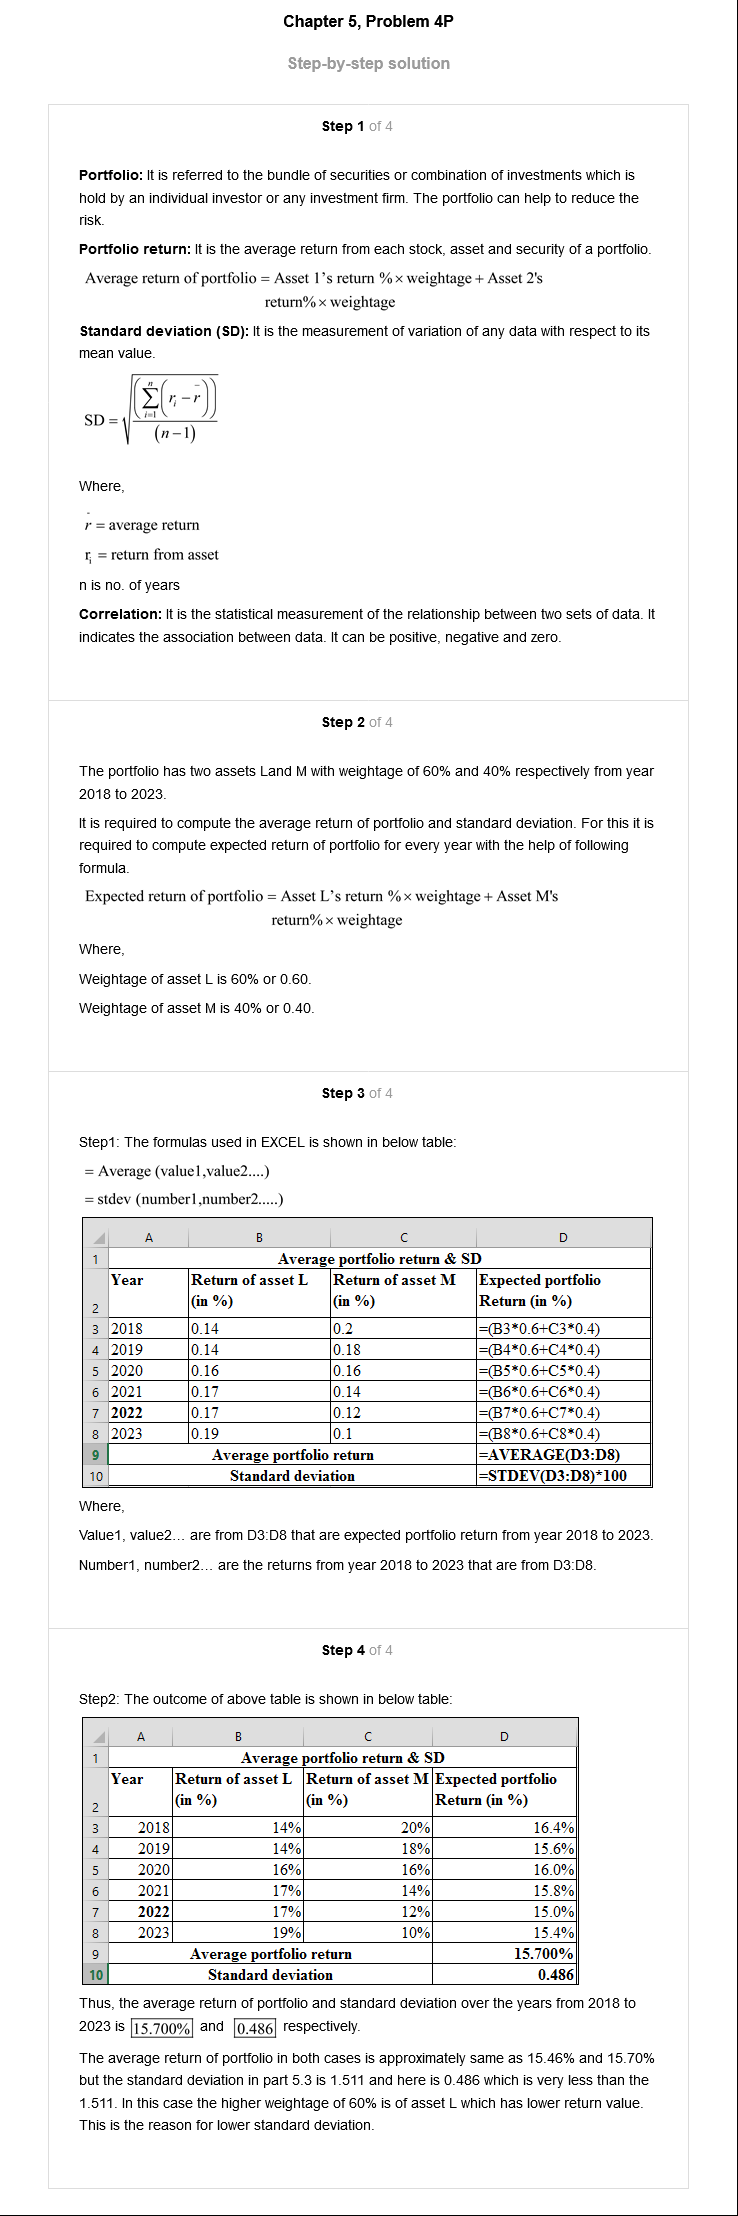 Chapter 5, Problem 4P
Step-by-step solution
Step 1 of 4
Portfolio: It is referred to the bundle of securities or combination of investments which is
hold by an individual investor or any investment firm. The portfolio can help to reduce the
risk.
Portfolio return: It is the average return from each stock, asset and security of a portfolio.
Average return of portfolio = Asset 1's return % × weightage + Asset 2's
return% × weightage
Standard deviation (SD): It is the measurement of variation of any data with respect to its
mean value.
SD = √((∑_{i=1}^{n}(r_i − r̄))/(n−1))
Where,
r̄ = average return
r_i = return from asset
n is no. of years
Correlation: It is the statistical measurement of the relationship between two sets of data. It
indicates the association between data. It can be positive, negative and zero.
Step 2 of 4
The portfolio has two assets Land M with weightage of 60% and 40% respectively from year
2018 to 2023.
It is required to compute the average return of portfolio and standard deviation. For this it is
required to compute expected return of portfolio for every year with the help of following
formula.
Expected return of portfolio = Asset L's return % × weightage + Asset M's
return% × weightage
Where,
Weightage of asset L is 60% or 0.60.
Weightage of asset M is 40% or 0.40.
Step 3 of 4
Step1: The formulas used in EXCEL is shown in below table:
= Average (value1,value2....)
= stdev (number1,number2.....)
A B C D
1 Average portfolio return & SD
2 Year Return of asset L (in %) Return of asset M (in %) Expected portfolio Return (in %)
3 2018 0.14 0.2 =(B3*0.6+C3*0.4)
4 2019 0.14 0.18 =(B4*0.6+C4*0.4)
5 2020 0.16 0.16 =(B5*0.6+C5*0.4)
6 2021 0.17 0.14 =(B6*0.6+C6*0.4)
7 2022 0.17 0.12 =(B7*0.6+C7*0.4)
8 2023 0.19 0.1 =(B8*0.6+C8*0.4)
9 Average portfolio return =AVERAGE(D3:D8)
10 Standard deviation =STDEV(D3:D8)*100
Where,
Value1, value2... are from D3:D8 that are expected portfolio return from year 2018 to 2023.
Number1, number2... are the returns from year 2018 to 2023 that are from D3:D8.
Step 4 of 4
Step2: The outcome of above table is shown in below table:
A B C D
1 Average portfolio return & SD
2 Year Return of asset L (in %) Return of asset M (in %) Expected portfolio Return (in %)
3 2018 14% 20% 16.4%
4 2019 14% 18% 15.6%
5 2020 16% 16% 16.0%
6 2021 17% 14% 15.8%
7 2022 17% 12% 15.0%
8 2023 19% 10% 15.4%
9 Average portfolio return 15.700%
10 Standard deviation 0.486
Thus, the average return of portfolio and standard deviation over the years from 2018 to
2023 is 15.700% and 0.486 respectively.
The average return of portfolio in both cases is approximately same as 15.46% and 15.70%
but the standard deviation in part 5.3 is 1.511 and here is 0.486 which is very less than the
1.511. In this case the higher weightage of 60% is of asset L which has lower return value.
This is the reason for lower standard deviation.